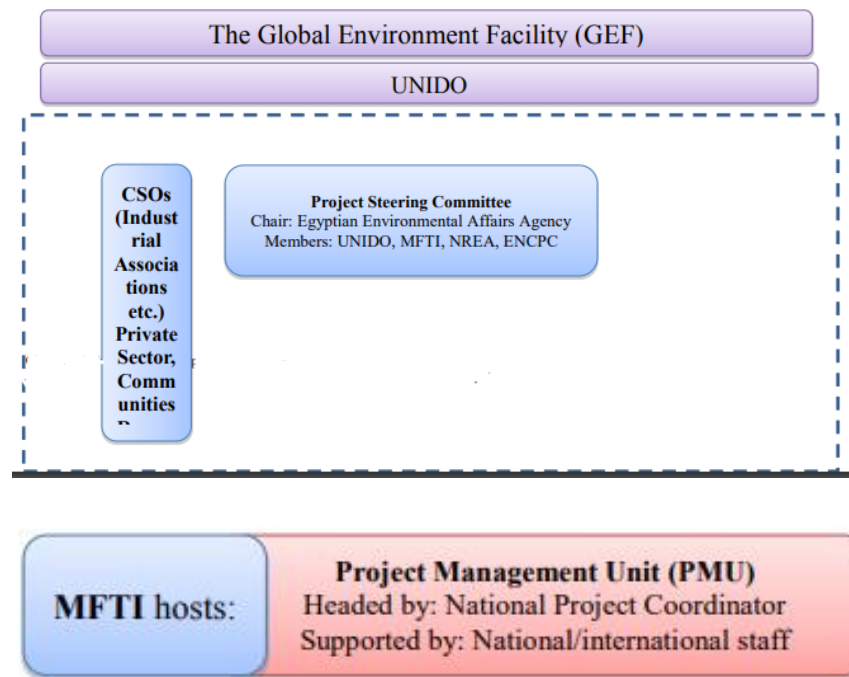 The Global Environment Facility (GEF)
UNIDO
CSOs
(Indust
rial
Associa
tions
etc.)
Private
Sector,
Comm
unities
Project Steering Committee
Chair: Egyptian Environmental Affairs Agency
Members: UNIDO, MFTI, NREA, ENCPC
MFTI hosts:
Project Management Unit (PMU)
Headed by: National Project Coordinator
Supported by: National/international staff